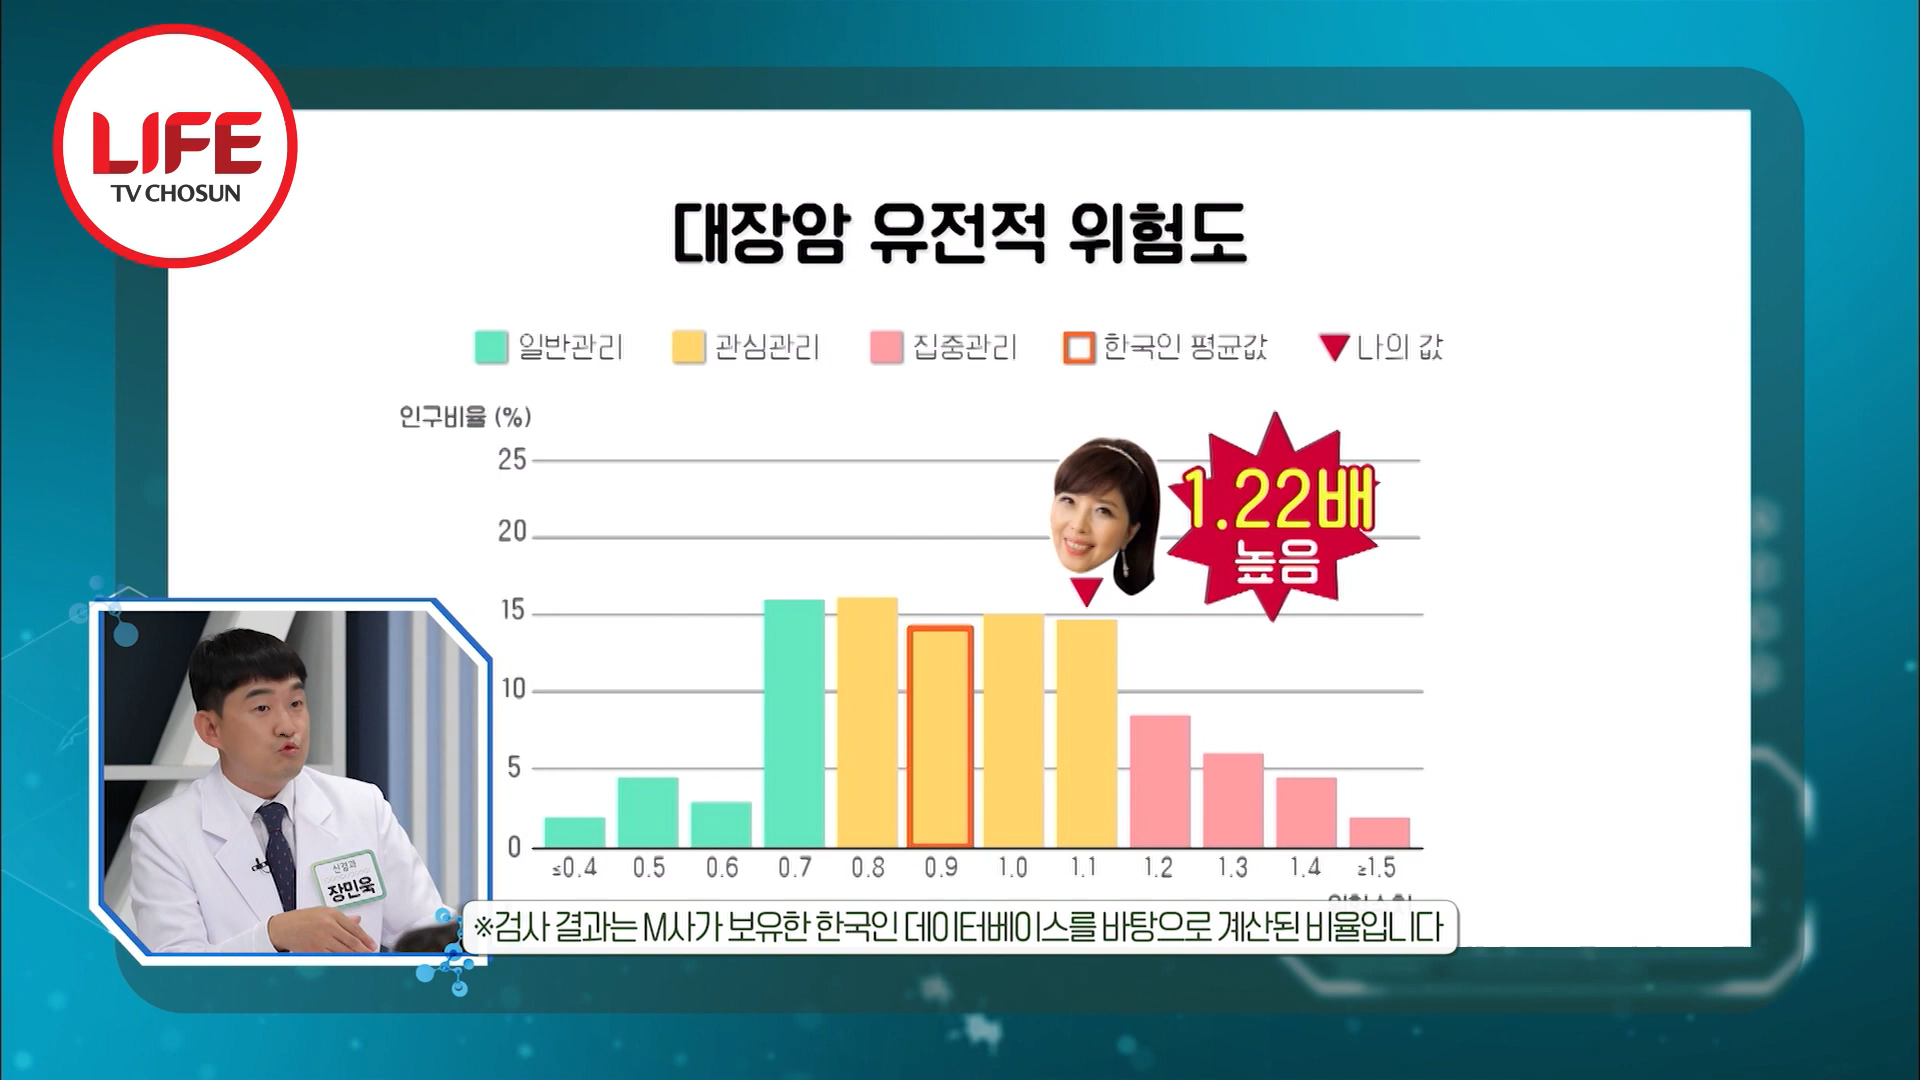 LIFE
TV CHOSUN
대장암 유전적 위험도
일반관리 관심관리 집중관리 한국인 평균값 나의 값
인구비율 (%)
25
20
15
10
5
0
1.22배
높음
≤0.4 0.5 0.6 0.7 0.8 0.9 1.0 1.1 1.2 1.3 1.4 ≥1.5
신경과
장민욱
※검사 결과는 M사가 보유한 한국인 데이터베이스를 바탕으로 계산된 비율입니다